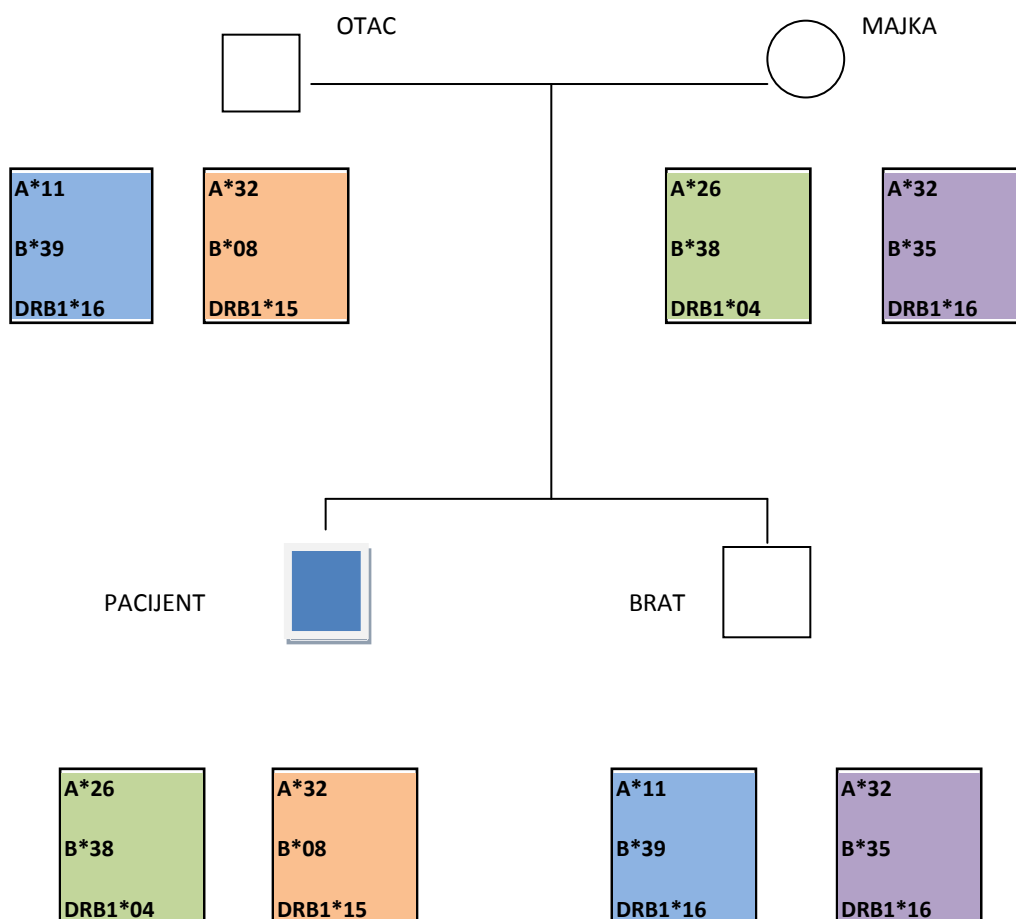 OTAC
MAJKA
A*11
B*39
DRB1*16
A*32
B*08
DRB1*15
A*26
B*38
DRB1*04
A*32
B*35
DRB1*16
PACIJENT
BRAT
A*26
B*38
DRB1*04
A*32
B*08
DRB1*15
A*11
B*39
DRB1*16
A*32
B*35
DRB1*16